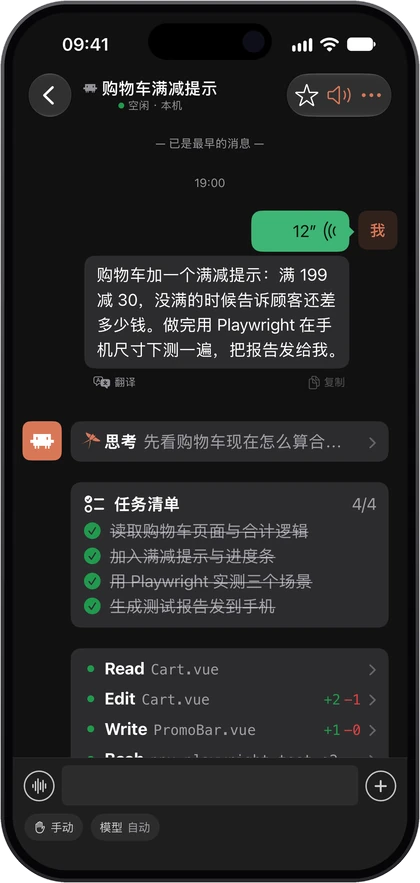 09:41
购物车满减提示
空闲 · 本机
— 已是最早的消息 —
19:00
12″
我
购物车加一个满减提示：满 199
减 30，没满的时候告诉顾客还差
多少钱。做完用 Playwright 在手
机尺寸下测一遍，把报告发给我。
翻译
复制
思考 先看购物车现在怎么算合...
任务清单 4/4
读取购物车页面与合计逻辑
加入满减提示与进度条
用 Playwright 实测三个场景
生成测试报告发到手机
Read Cart.vue
Edit Cart.vue +2 −1
Write PromoBar.vue +1 −0
手动
模型 自动